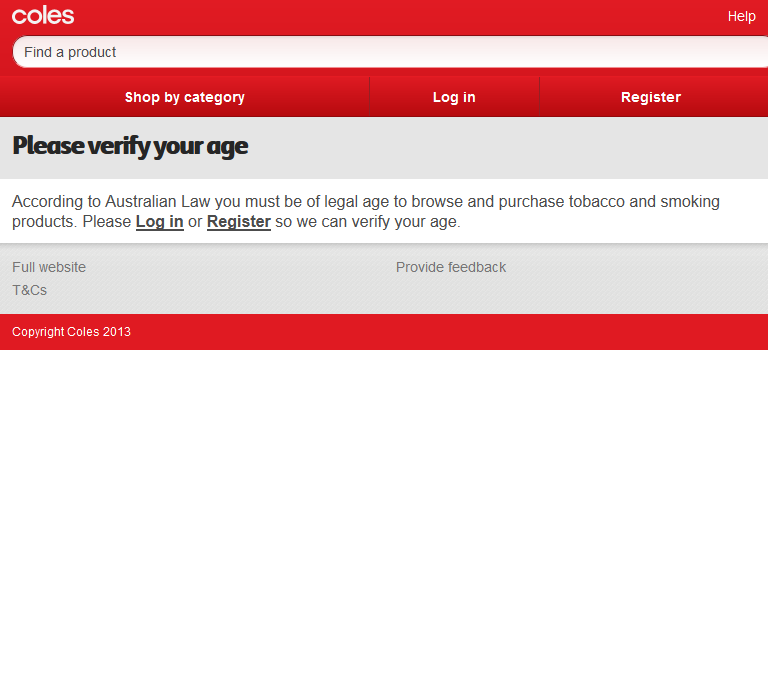 coles
Help
Find a product
Shop by category
Log in
Register
Please verify your age
According to Australian Law you must be of legal age to browse and purchase tobacco and smoking
products. Please Log in or Register so we can verify your age.
Full website
Provide feedback
T&Cs
Copyright Coles 2013